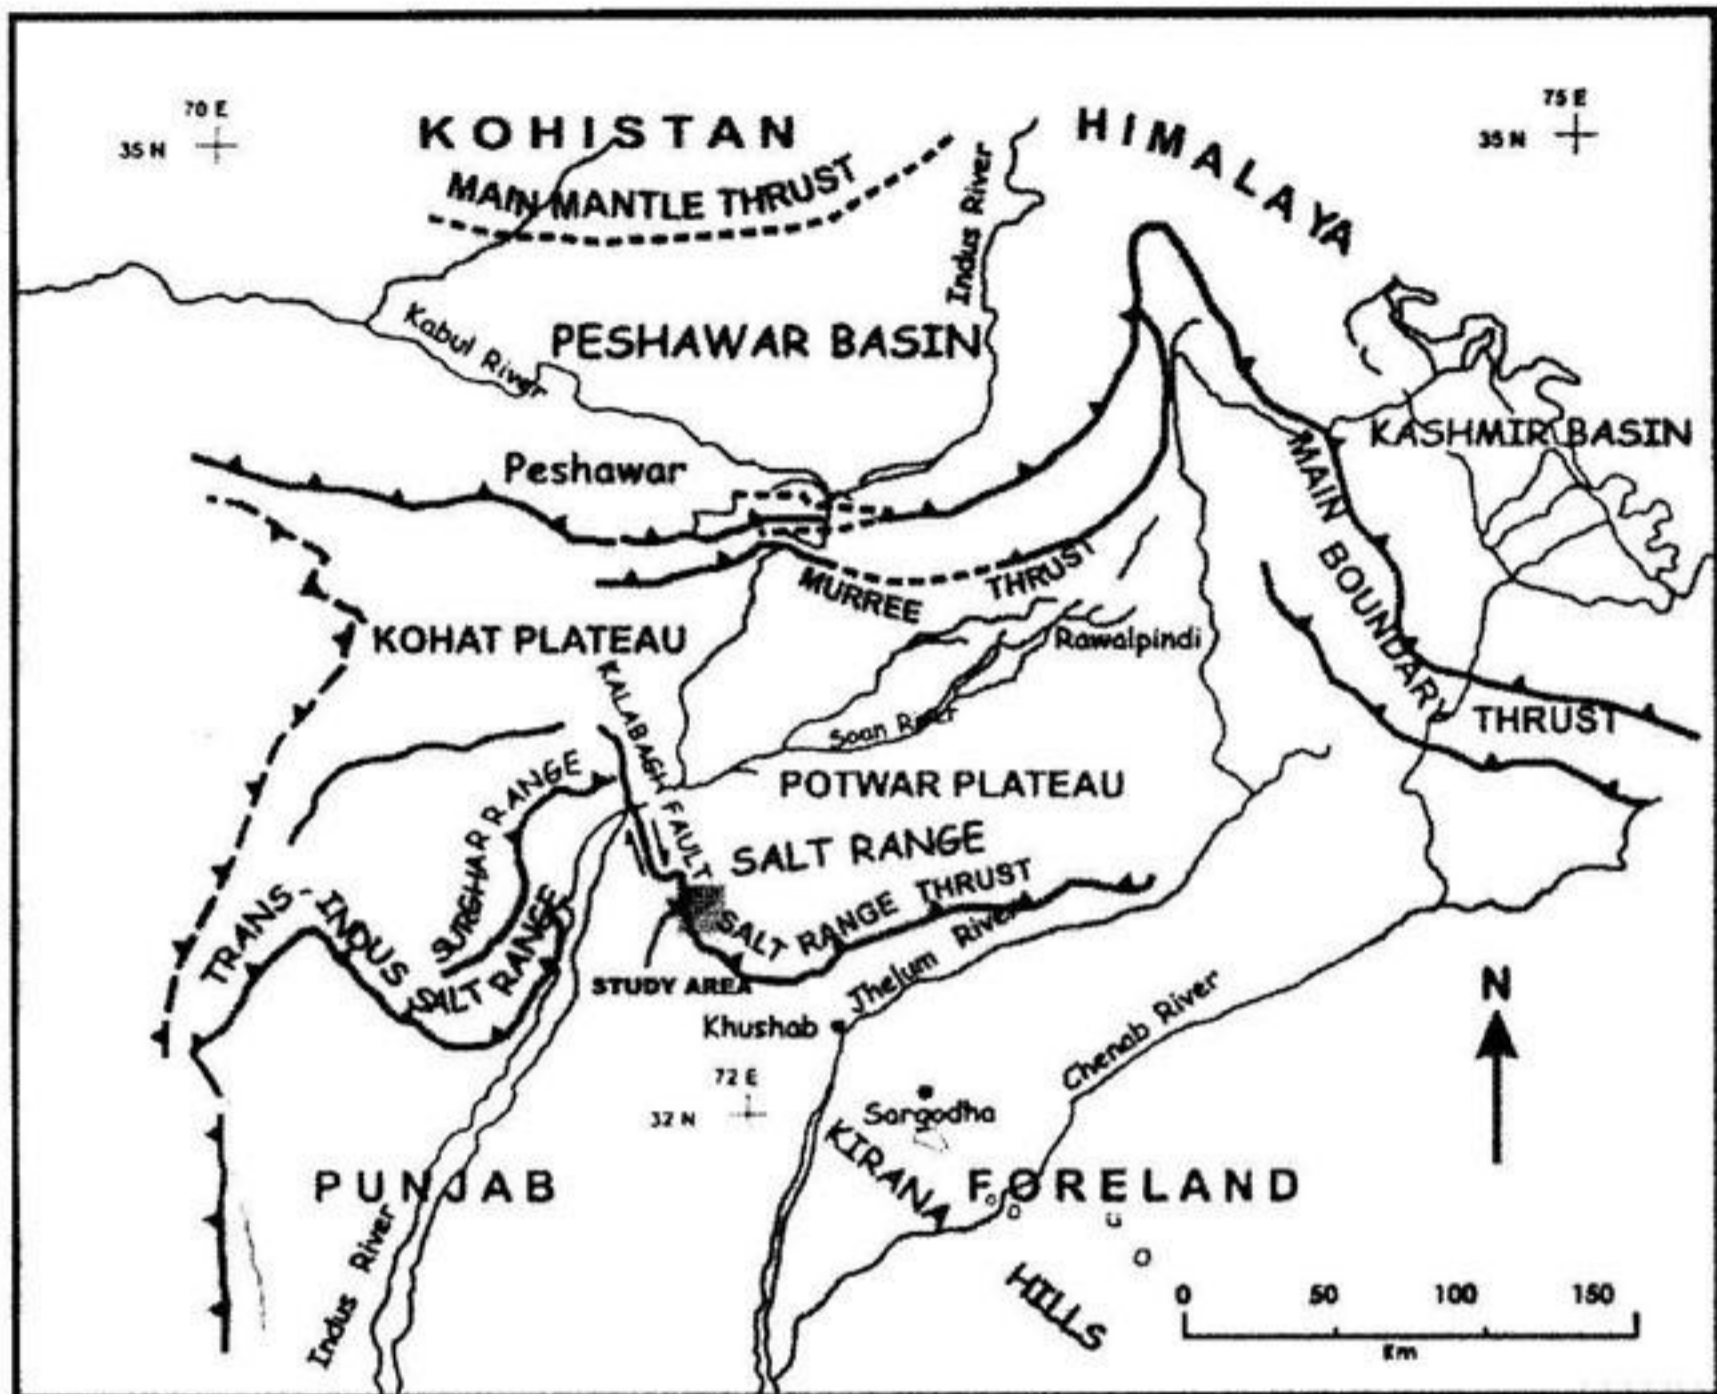 70 E
75 E
35 N
35 N
KOHISTAN
HIMALAYA
MAIN MANTLE THRUST
Indus River
Kabul River
PESHAWAR BASIN
KASHMIR BASIN
Peshawar
MAIN BOUNDARY THRUST
MURREE THRUST
KOHAT PLATEAU
Rawalpindi
KALABAGH FAULT
Soan River
POTWAR PLATEAU
SURGHAR RANGE
SALT RANGE
SALT RANGE THRUST
TRANS-INDUS SALT RANGE
STUDY AREA
Khushab
Jhelum River
Chenab River
N
72 E
32 N
Sargodha
KIRANA HILLS
PUNJAB FORELAND
Indus River
0 50 100 150
Km